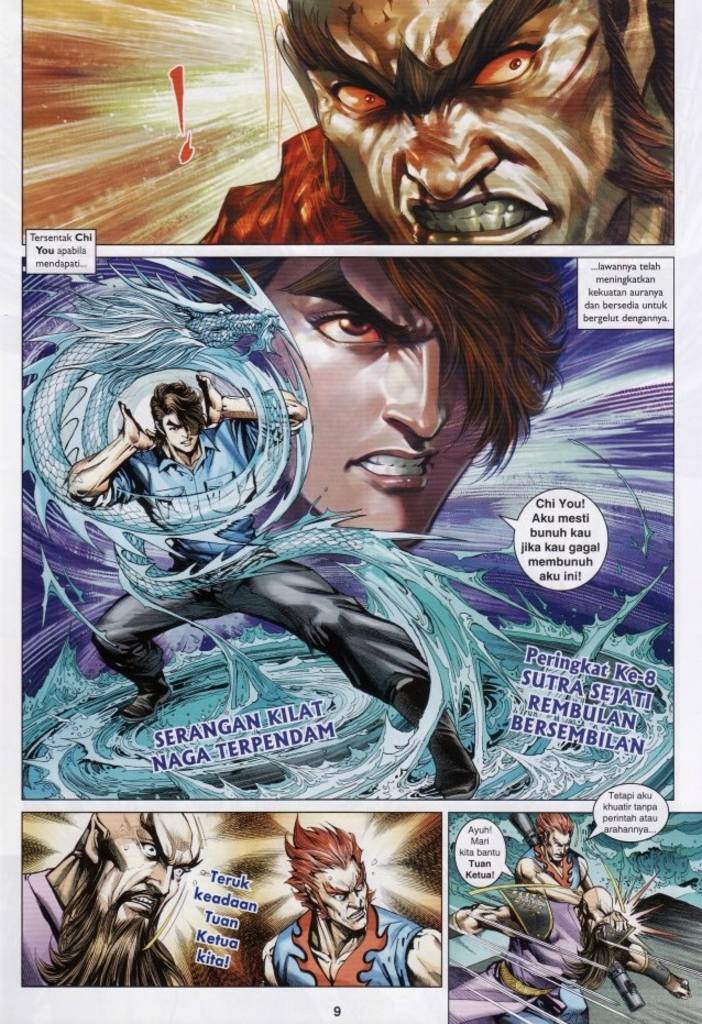 !
Tersentak Chi
You apabila
mendapati...
...lawannya telah
meningkatkan
kekuatan auranya
dan bersedia untuk
bergelut dengannya.
Chi You!
Aku mesti
bunuh kau
jika kau gagal
membunuh
aku ini!
SERANGAN KILAT
NAGA TERPENDAM
Peringkat Ke-8
SUTRA SEJATI
REMBULAN
BERSEMBILAN
Teruk
keadaan
Tuan
Ketua
kita!
Tetapi aku
khuatir tanpa
perintah atau
arahannya...
Ayuh!
Mari
kita bantu
Tuan
Ketua!
9